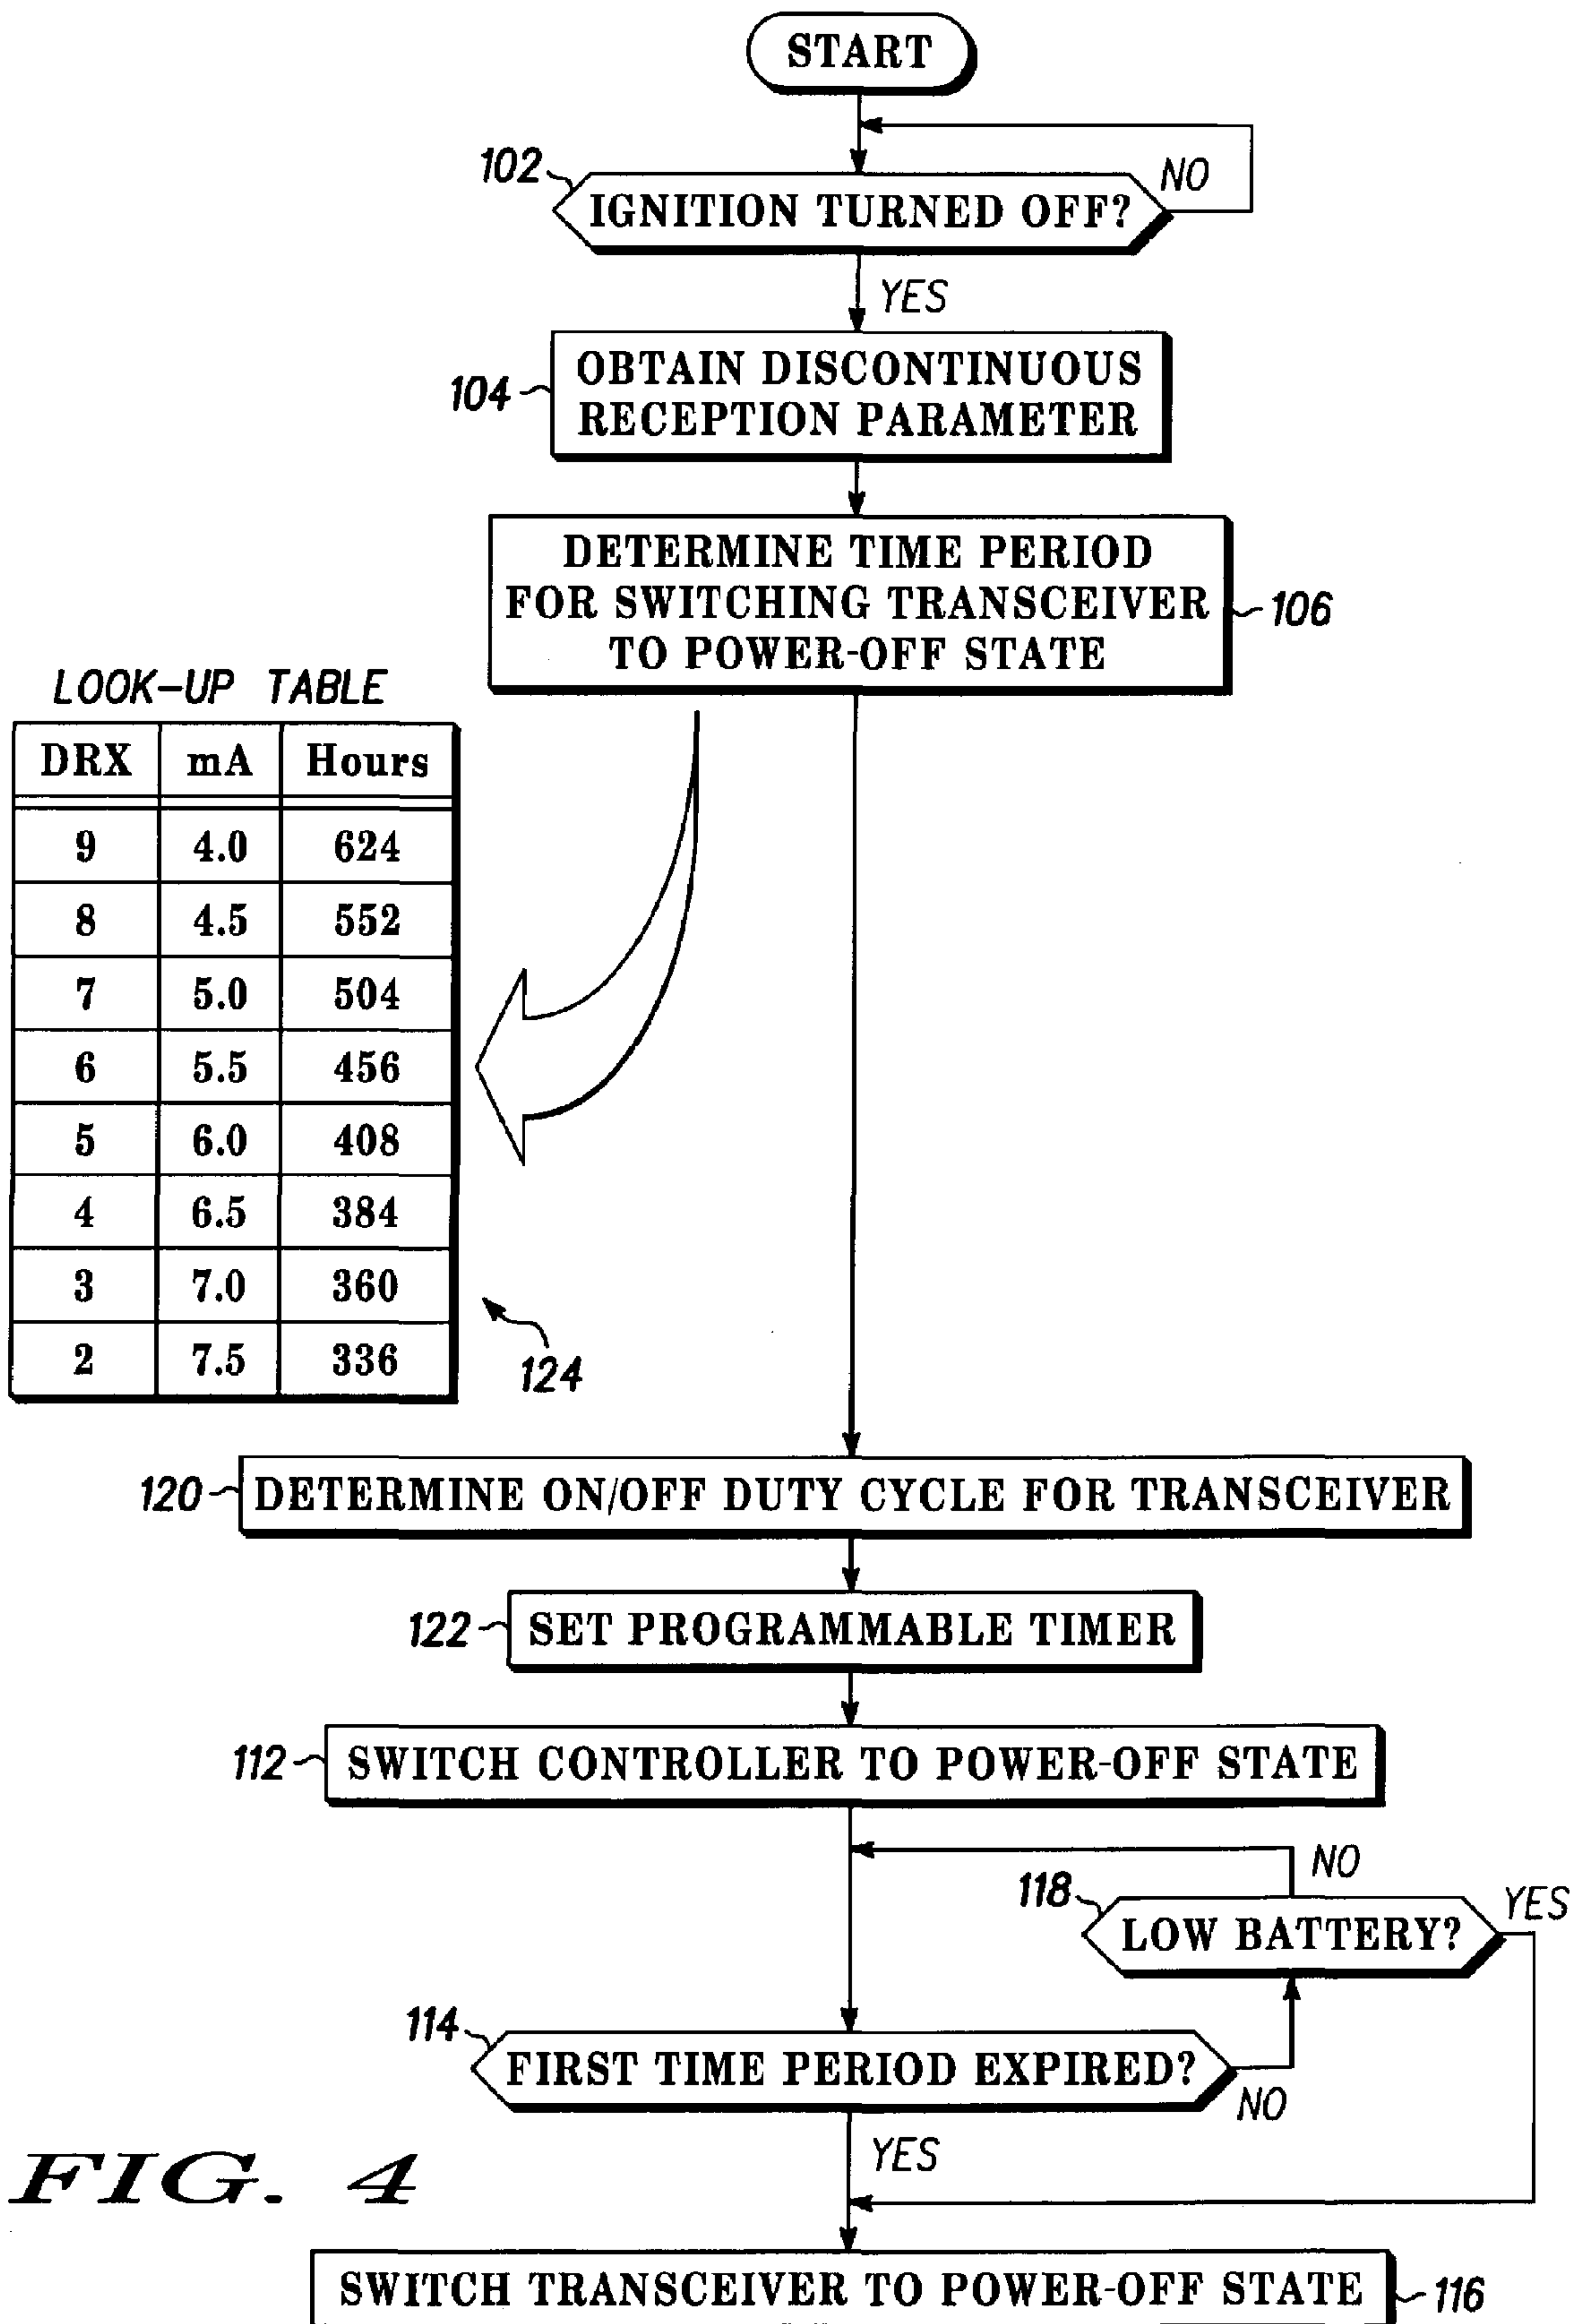 START
102
IGNITION TURNED OFF?
NO
YES
104
OBTAIN DISCONTINUOUS
RECEPTION PARAMETER
DETERMINE TIME PERIOD
FOR SWITCHING TRANSCEIVER
TO POWER-OFF STATE
106
LOOK-UP TABLE
DRX mA Hours
9 4.0 624
8 4.5 552
7 5.0 504
6 5.5 456
5 6.0 408
4 6.5 384
3 7.0 360
2 7.5 336
124
120
DETERMINE ON/OFF DUTY CYCLE FOR TRANSCEIVER
122
SET PROGRAMMABLE TIMER
112
SWITCH CONTROLLER TO POWER-OFF STATE
NO
118
LOW BATTERY?
YES
114
FIRST TIME PERIOD EXPIRED?
NO
YES
FIG. 4
SWITCH TRANSCEIVER TO POWER-OFF STATE
116